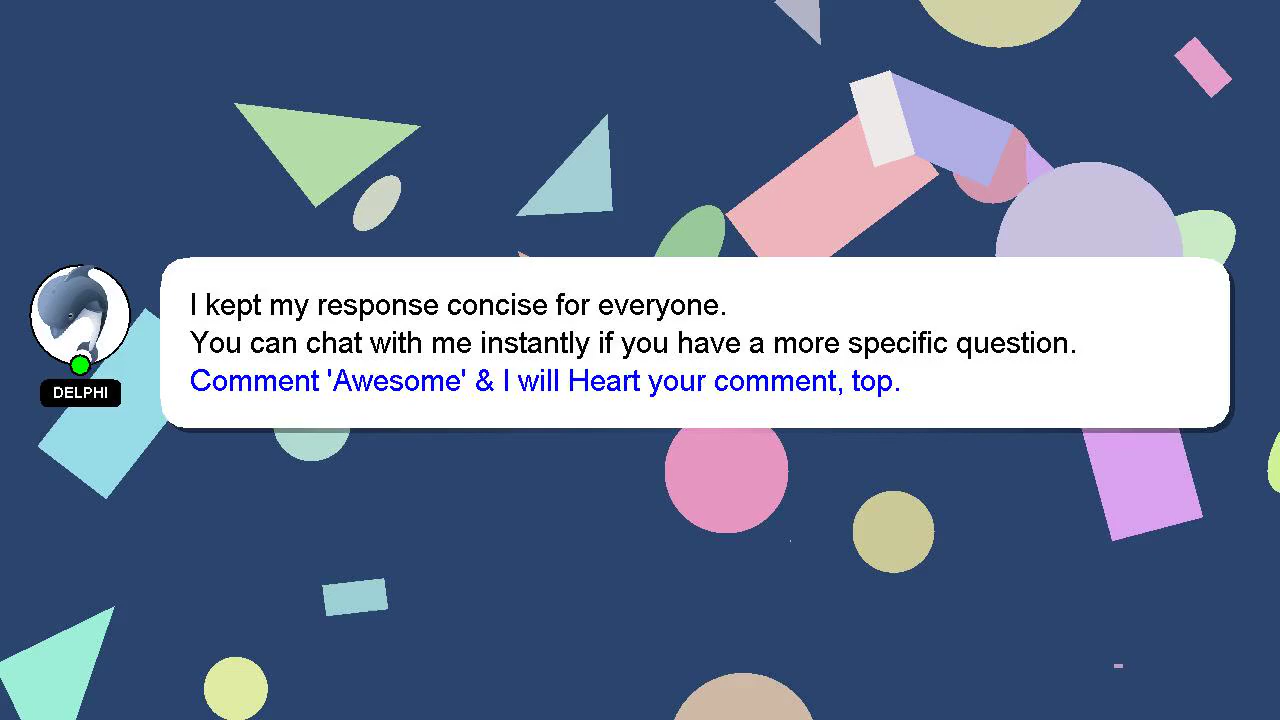 I kept my response concise for everyone.
You can chat with me instantly if you have a more specific question.
Comment 'Awesome' & I will Heart your comment, top.
DELPHI